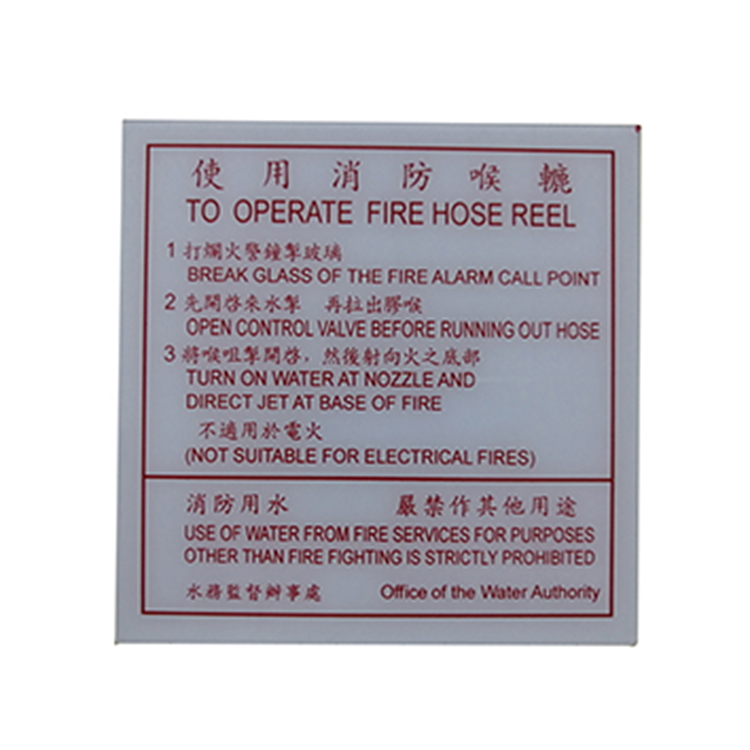 使用消防喉轆
TO OPERATE FIRE HOSE REEL
1 打爛火警鐘掣玻璃
BREAK GLASS OF THE FIRE ALARM CALL POINT
2 先開啓來水掣 再拉出膠喉
OPEN CONTROL VALVE BEFORE RUNNING OUT HOSE
3 將喉咀掣開啓，然後射向火之底部
TURN ON WATER AT NOZZLE AND
DIRECT JET AT BASE OF FIRE
不適用於電火
(NOT SUITABLE FOR ELECTRICAL FIRES)
消防用水 嚴禁作其他用途
USE OF WATER FROM FIRE SERVICES FOR PURPOSES
OTHER THAN FIRE FIGHTING IS STRICTLY PROHIBITED
水務監督辦事處 Office of the Water Authority